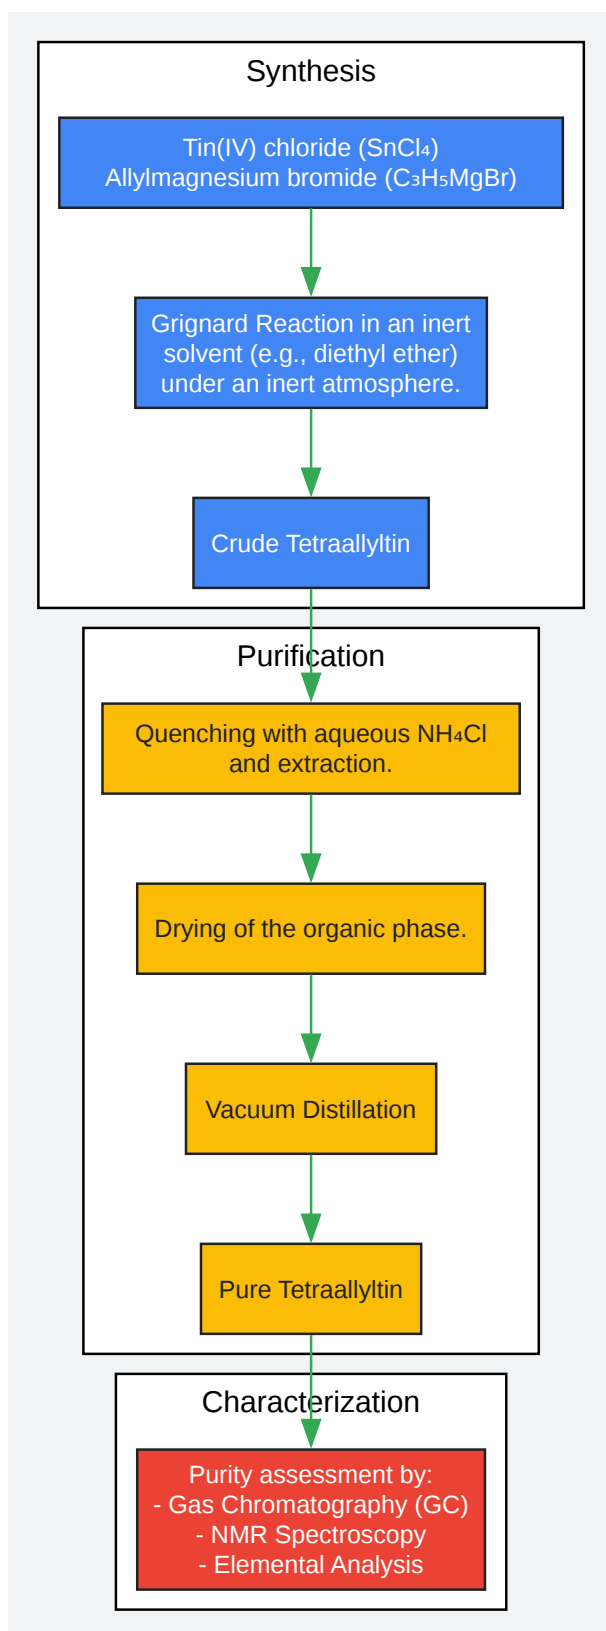 Synthesis
Tin(IV) chloride (SnCl₄)
Allylmagnesium bromide (C₃H₅MgBr)
Grignard Reaction in an inert
solvent (e.g., diethyl ether)
under an inert atmosphere.
Crude Tetraallyltin
Purification
Quenching with aqueous NH₄Cl
and extraction.
Drying of the organic phase.
Vacuum Distillation
Pure Tetraallyltin
Characterization
Purity assessment by:
- Gas Chromatography (GC)
- NMR Spectroscopy
- Elemental Analysis